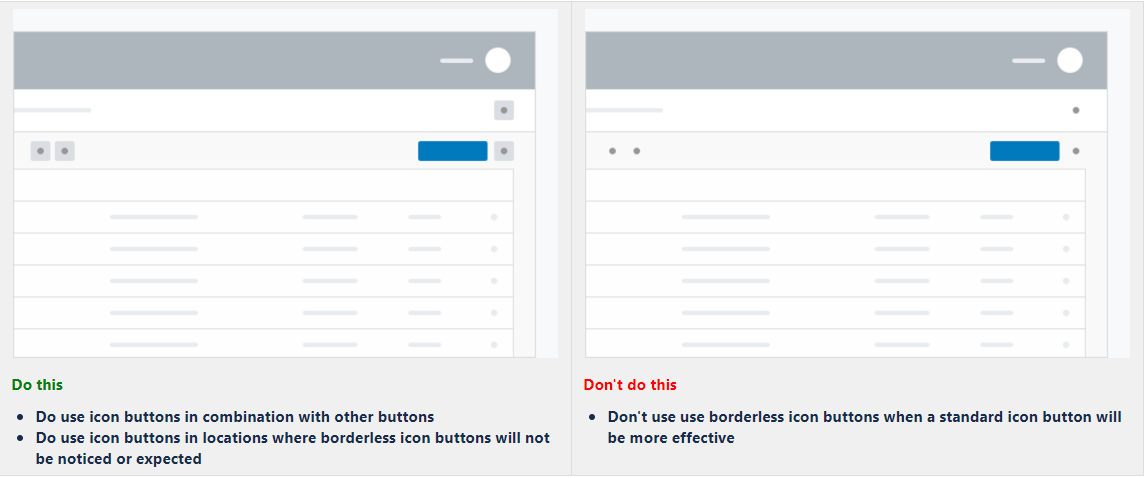 Do this
• Do use icon buttons in combination with other buttons
• Do use icon buttons in locations where borderless icon buttons will not
be noticed or expected
Don't do this
• Don't use use borderless icon buttons when a standard icon button will
be more effective